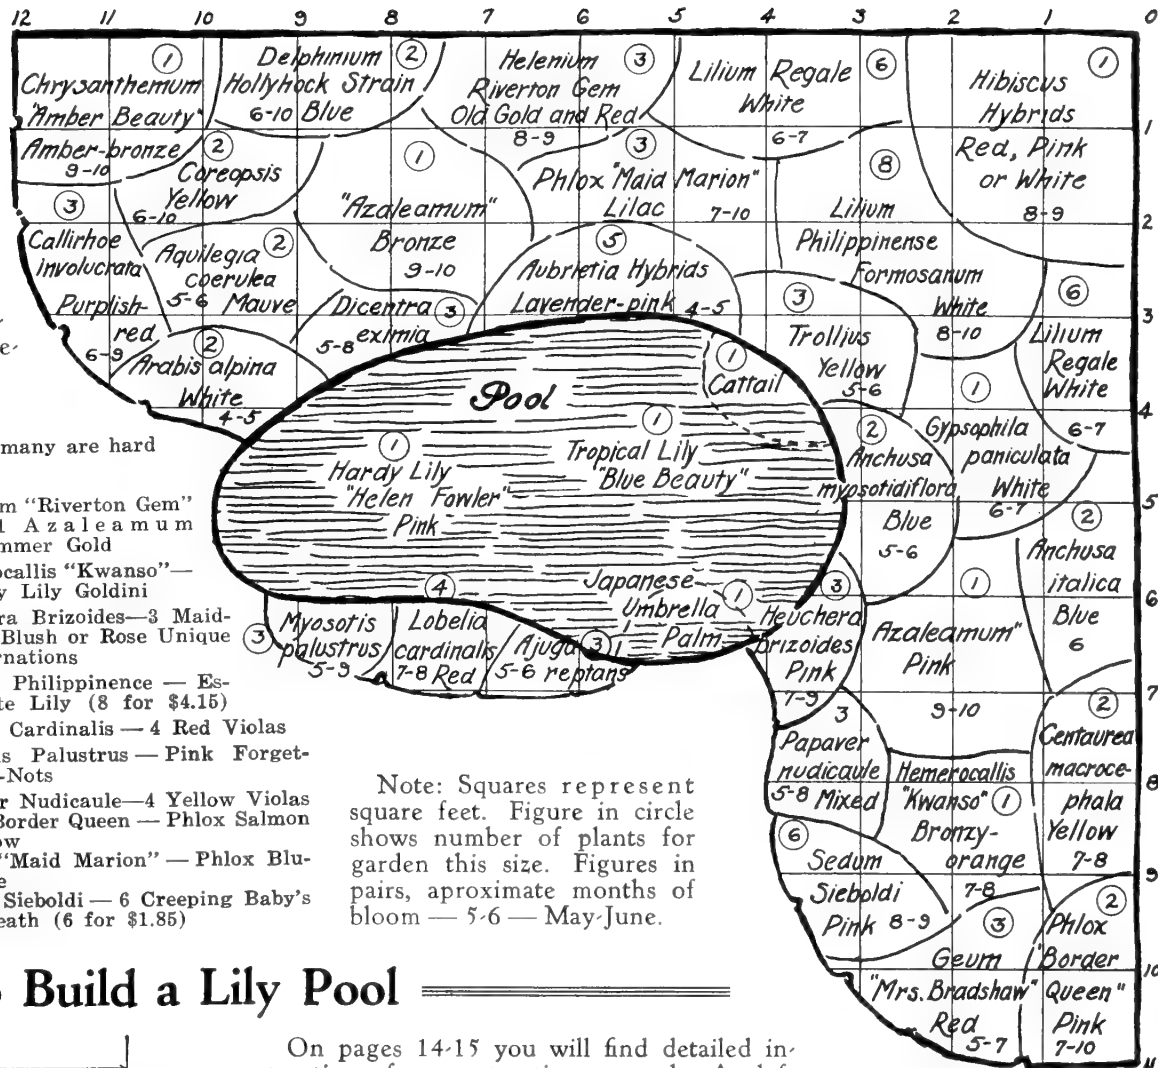 12 11 10 9 8 7 6 5 4 3 2 1 0
1
Chrysanthemum
"Amber Beauty"
Amber-bronze
9-10
2
Delphinium
Hollyhock Strain
6-10 Blue
3
Helenium
Riverton Gem
Old Gold and Red
8-9
6
Lilium Regale
White
6-7
1
Hibiscus
Hybrids
Red, Pink
or White
8-9
2
Coreopsis
Yellow
6-10
1
"Azaleamum"
Bronze
9-10
3
Phlox "Maid Marion"
Lilac 7-10
8
Lilium
Philippinense
Formosanum
White
8-10
3
Callirhoe
involucrata
Purplish-
red
6-9
2
Aquilegia
coerulea
5-6 Mauve
3
Dicentra
eximia
5-8
5
Aubrietia Hybrids
Lavender-pink 4-5
3
Trollius
Yellow
5-6
6
Lilium
Regale
White
6-7
2
Arabis alpina
White
4-5
Pool
1
Cattail
1
Hardy Lily
"Helen Fowler"
Pink
1
Tropical Lily
"Blue Beauty"
1
Japanese
Umbrella
Palm
2
Anchusa
myosotidiflora
Blue
5-6
1
Gypsophila
paniculata
White
6-7
2
Anchusa
italica
Blue
6
3
Myosotis
palustrus
5-9
4
Lobelia
cardinalis
7-8 Red
3
Ajuga
5-6 reptans
3
Heuchera
brizoides
Pink
7-9
1
Azaleamum"
Pink
9-10
3
Papaver
nudicaule
5-8 Mixed
1
Hemerocallis
"Kwanso"
Bronzy-
orange
7-8
2
Centaurea
macroce-
phala
Yellow
7-8
6
Sedum
Sieboldi
Pink 8-9
3
Geum
"Mrs. Bradshaw"
Red
5-7
2
Phlox
"Border
Queen"
Pink
7-10
1
2
3
4
5
6
7
8
9
10
11
e-
many are hard
m "Riverton Gem"
l Azaleamum
mmer Gold
ocallis "Kwanso"—
y Lily Goldini
ra Brizoides—3 Maid-
Blush or Rose Unique
rnations
Philippinence — Es-
te Lily (8 for $4.15)
Cardinalis — 4 Red Violas
is Palustrus — Pink Forget-
-Nots
r Nudicaule—4 Yellow Violas
Border Queen — Phlox Salmon
ow
"Maid Marion" — Phlox Blu-
e
Sieboldi — 6 Creeping Baby's
eath (6 for $1.85)
Note: Squares represent
square feet. Figure in circle
shows number of plants for
garden this size. Figures in
pairs, aproximate months of
bloom — 5-6 — May-June.
Build a Lily Pool
On pages 14-15 you will find detailed in-